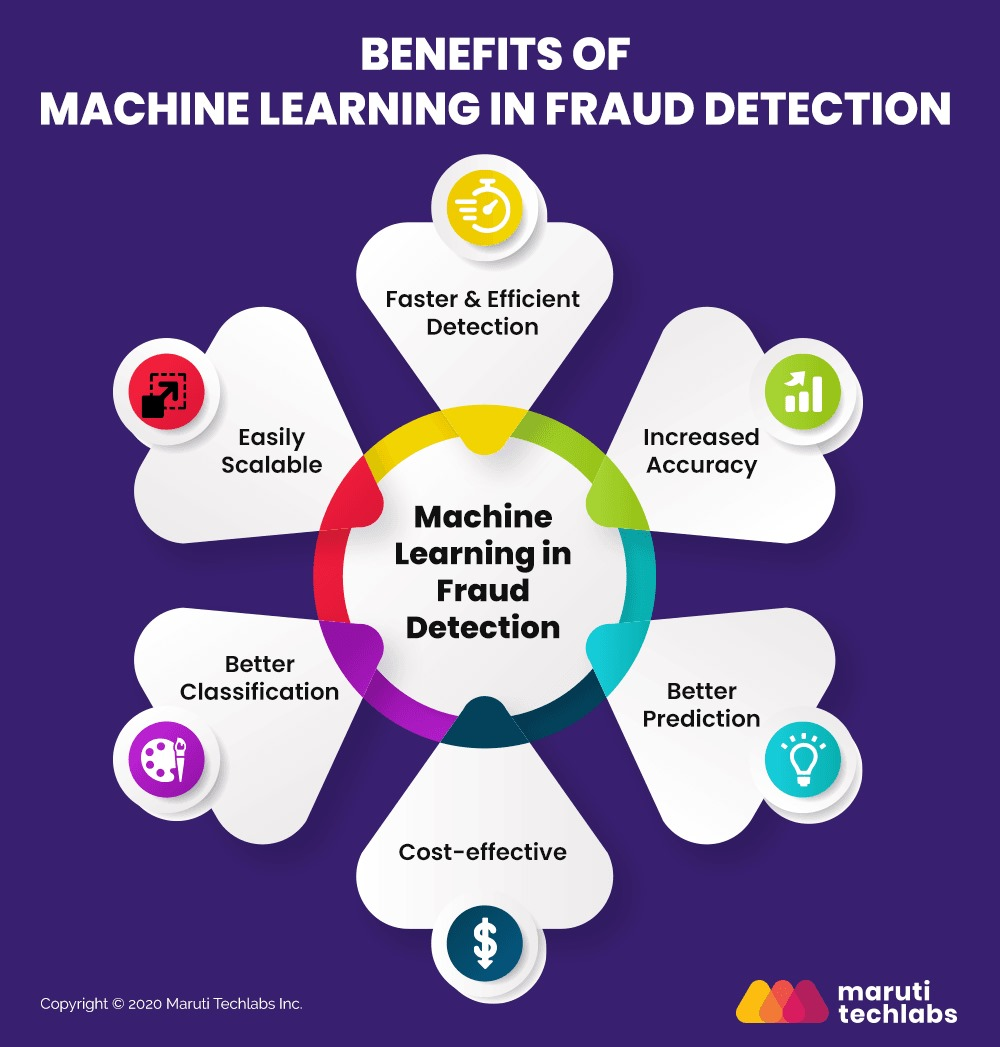 BENEFITS OF
MACHINE LEARNING IN FRAUD DETECTION
Faster & Efficient
Detection
Increased
Accuracy
Better
Prediction
Cost-effective
Better
Classification
Easily
Scalable
Machine
Learning in
Fraud
Detection
Copyright © 2020 Maruti Techlabs Inc.
maruti
techlabs